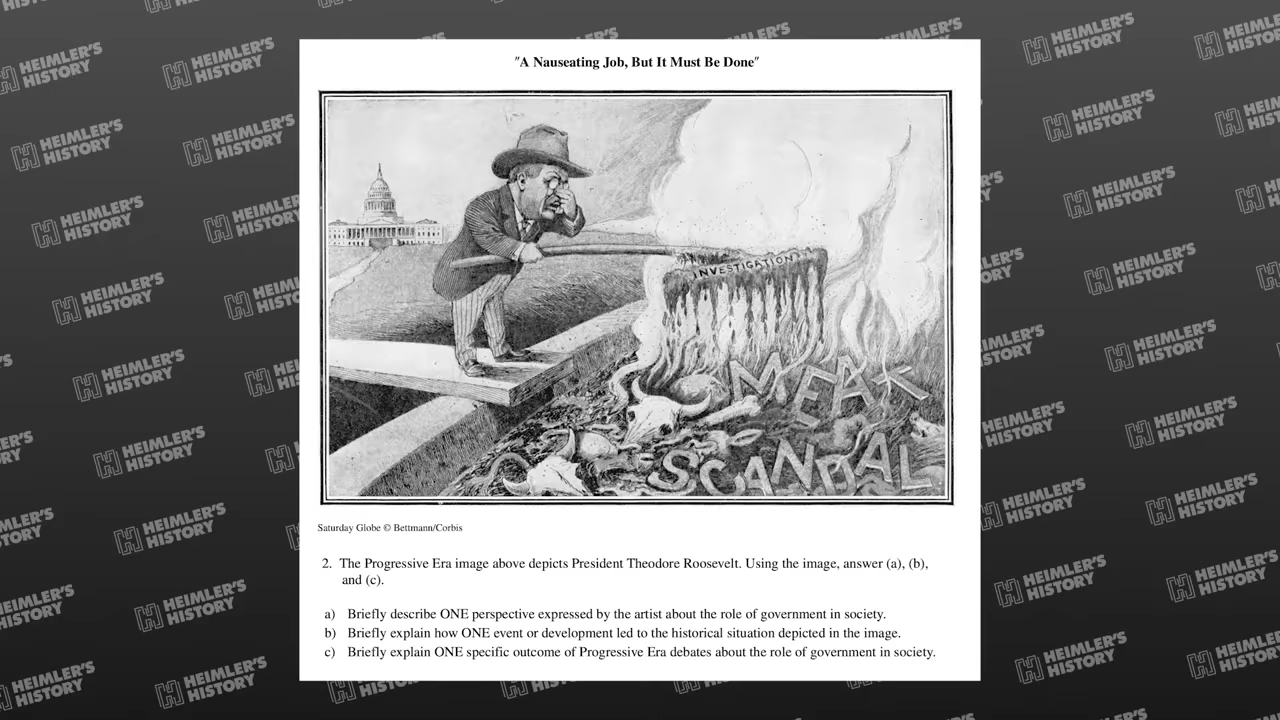 "A Nauseating Job, But It Must Be Done"
INVESTIGATION
MEAT
SCANDAL
Saturday Globe © Bettmann/Corbis
2. The Progressive Era image above depicts President Theodore Roosevelt. Using the image, answer (a), (b),
and (c).
a) Briefly describe ONE perspective expressed by the artist about the role of government in society.
b) Briefly explain how ONE event or development led to the historical situation depicted in the image.
c) Briefly explain ONE specific outcome of Progressive Era debates about the role of government in society.
HEIMLER'S
HISTORY